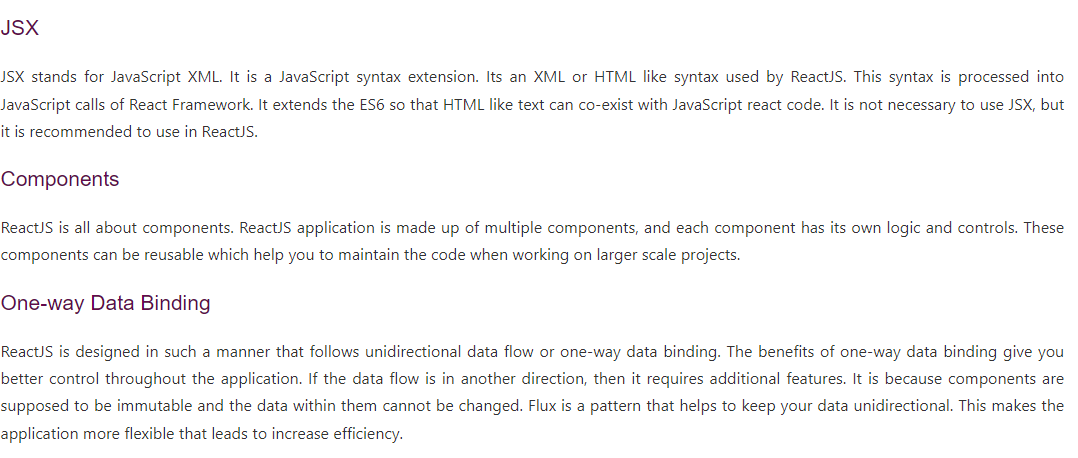 JSX
JSX stands for JavaScript XML. It is a JavaScript syntax extension. Its an XML or HTML like syntax used by ReactJS. This syntax is processed into
JavaScript calls of React Framework. It extends the ES6 so that HTML like text can co-exist with JavaScript react code. It is not necessary to use JSX, but
it is recommended to use in ReactJS.
Components
ReactJS is all about components. ReactJS application is made up of multiple components, and each component has its own logic and controls. These
components can be reusable which help you to maintain the code when working on larger scale projects.
One-way Data Binding
ReactJS is designed in such a manner that follows unidirectional data flow or one-way data binding. The benefits of one-way data binding give you
better control throughout the application. If the data flow is in another direction, then it requires additional features. It is because components are
supposed to be immutable and the data within them cannot be changed. Flux is a pattern that helps to keep your data unidirectional. This makes the
application more flexible that leads to increase efficiency.